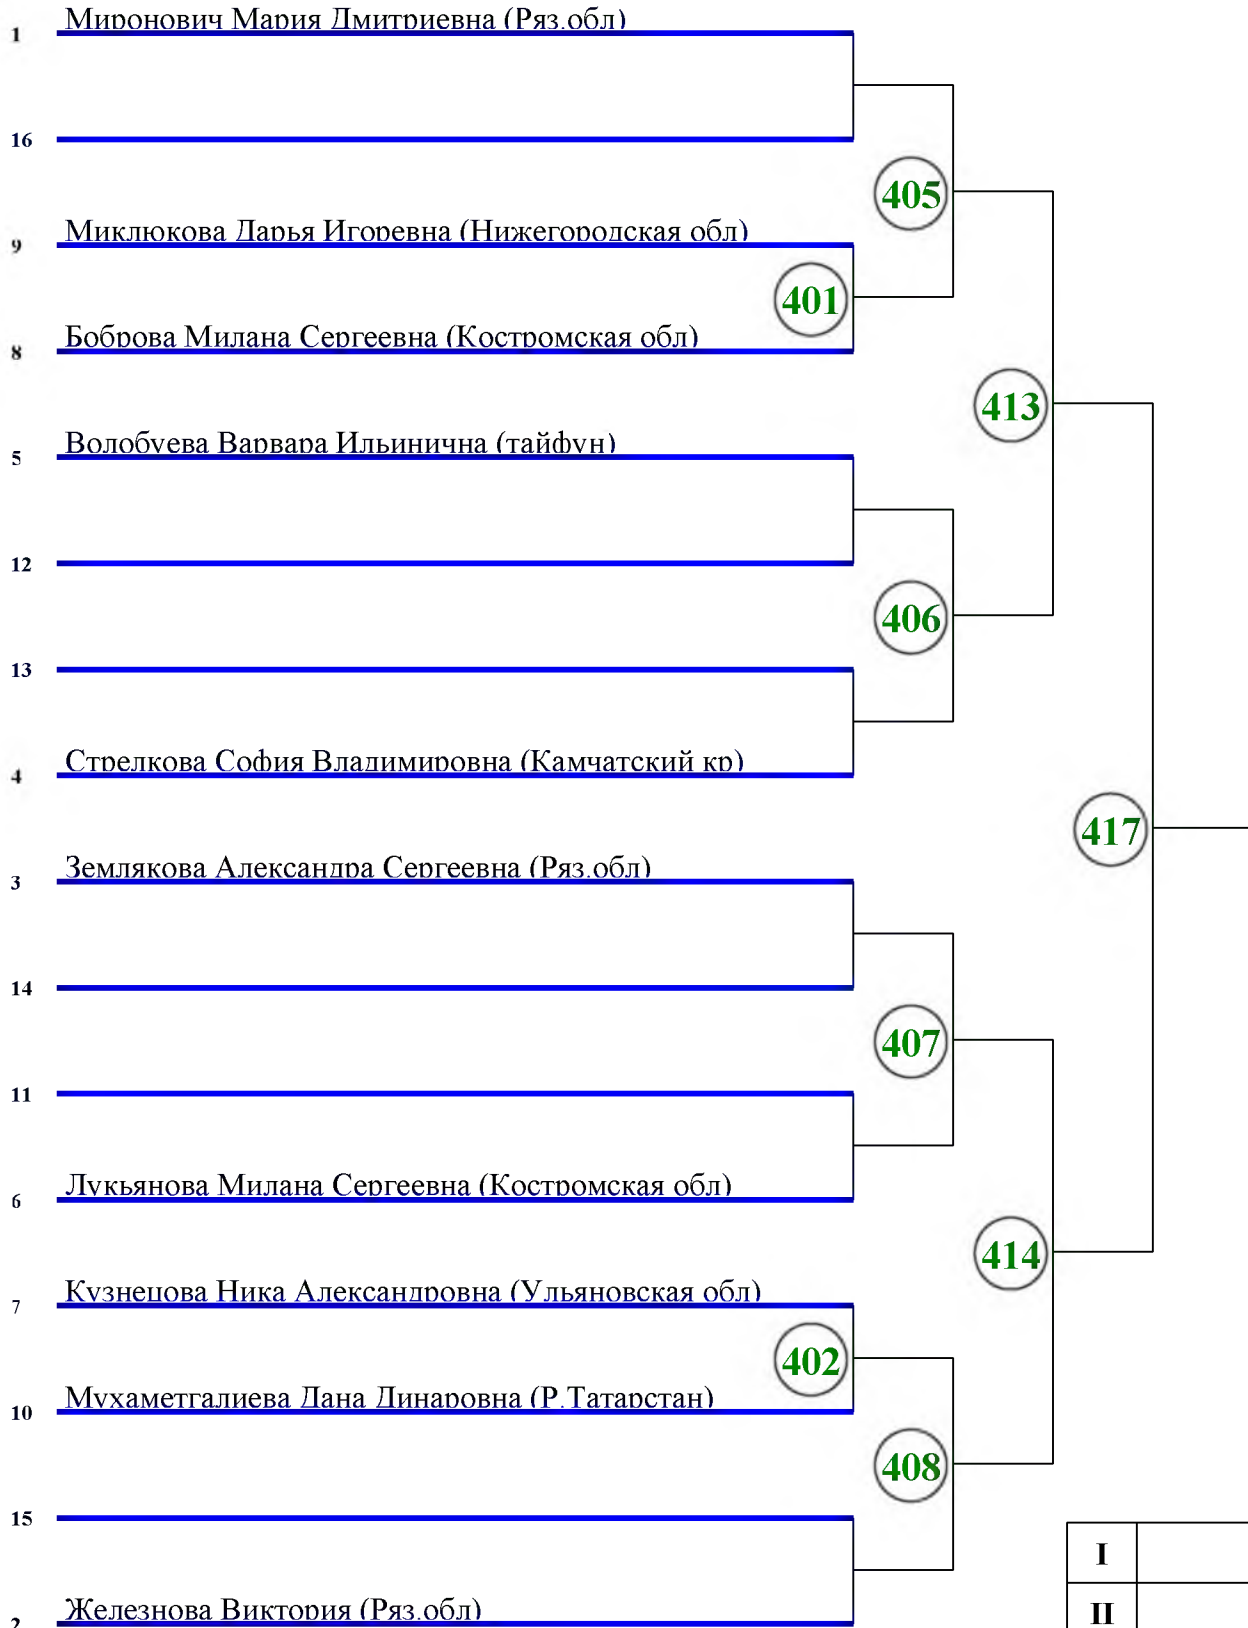 1 Миронович Мария Дмитриевна (Ряз.обл)
16
405
9 Миклюкова Дарья Игоревна (Нижегородская обл)
401
8 Боброва Милана Сергеевна (Костромская обл)
413
5 Волобуева Варвара Ильинична (тайфун)
12
406
13
4 Стрелкова София Владимировна (Камчатский кр)
417
3 Землякова Александра Сергеевна (Ряз.обл)
14
407
11
6 Лукьянова Милана Сергеевна (Костромская обл)
414
7 Кузнецова Ника Александровна (Ульяновская обл)
402
10 Мухаметгалиева Дана Динаровна (Р.Татарстан)
408
15
I
2 Железнова Виктория (Ряз.обл)
II